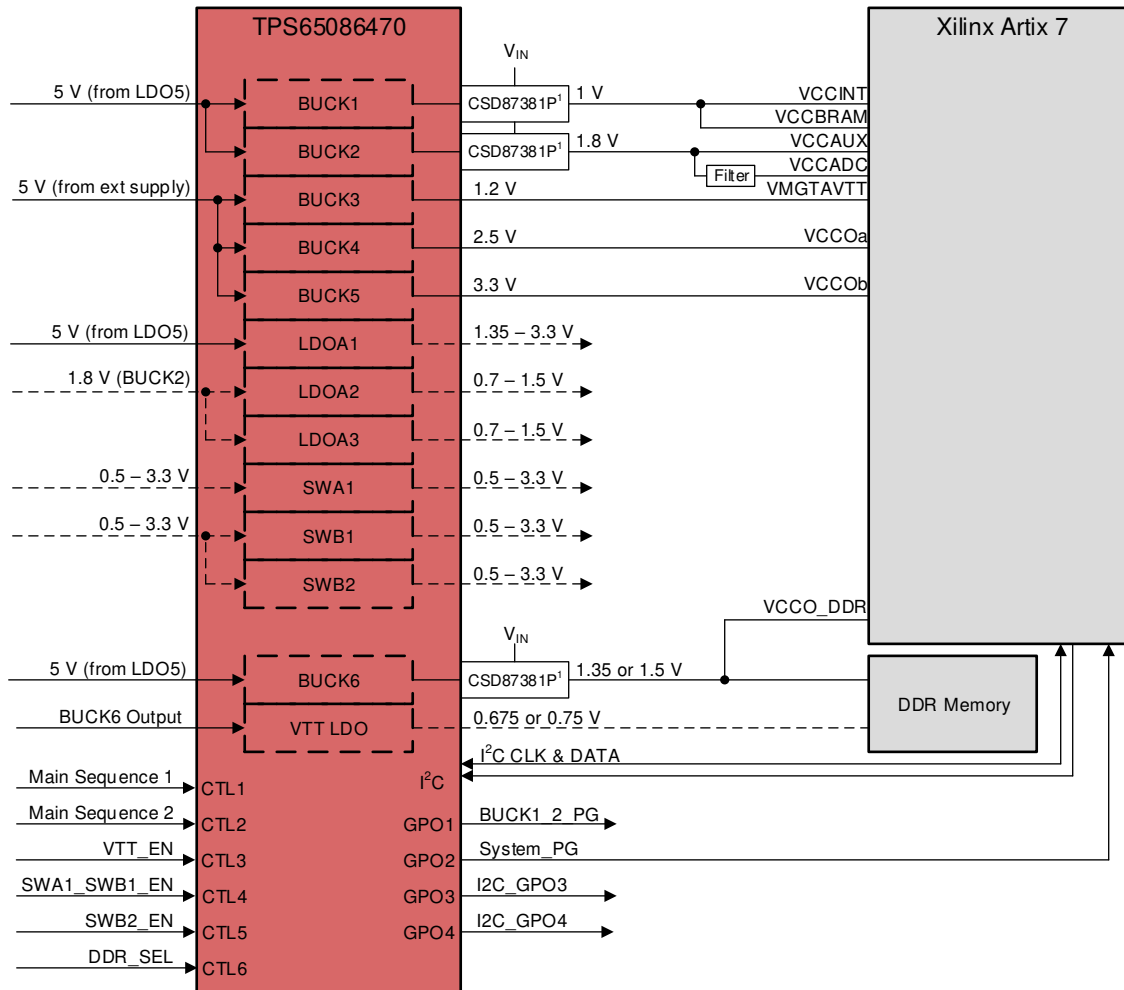 TPS65086470
Xilinx Artix 7
VIN
5 V (from LDO5)
BUCK1
CSD87381P¹
1 V
VCCINT
VCCBRAM
BUCK2
CSD87381P¹
1.8 V
VCCAUX
VCCADC
Filter
5 V (from ext supply)
BUCK3
1.2 V
VMGTAVTT
BUCK4
2.5 V
VCCOa
BUCK5
3.3 V
VCCOb
5 V (from LDO5)
LDOA1
1.35 – 3.3 V
1.8 V (BUCK2)
LDOA2
0.7 – 1.5 V
LDOA3
0.7 – 1.5 V
0.5 – 3.3 V
SWA1
0.5 – 3.3 V
0.5 – 3.3 V
SWB1
0.5 – 3.3 V
SWB2
0.5 – 3.3 V
VCCO_DDR
VIN
5 V (from LDO5)
BUCK6
CSD87381P¹
1.35 or 1.5 V
DDR Memory
BUCK6 Output
VTT LDO
0.675 or 0.75 V
I²C CLK & DATA
Main Sequence 1
CTL1
I²C
Main Sequence 2
CTL2
GPO1
BUCK1_2_PG
VTT_EN
CTL3
GPO2
System_PG
SWA1_SWB1_EN
CTL4
GPO3
I2C_GPO3
SWB2_EN
CTL5
GPO4
I2C_GPO4
DDR_SEL
CTL6